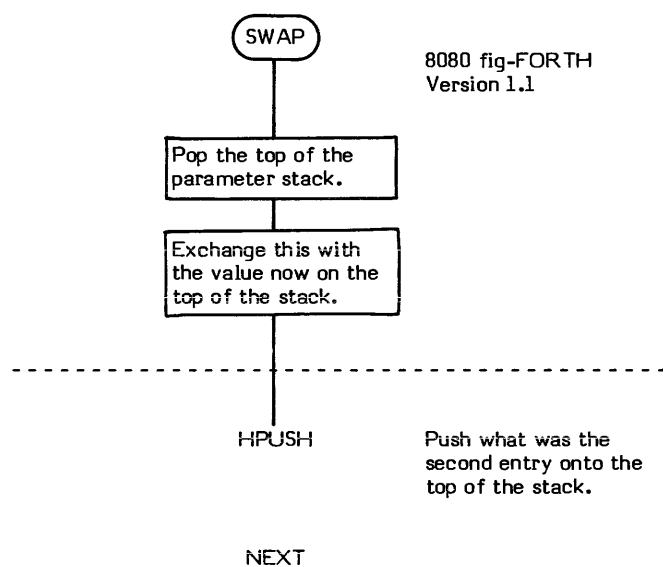 SWAP
8080 fig-FORTH
Version 1.1
Pop the top of the
parameter stack.
Exchange this with
the value now on the
top of the stack.
HPUSH
Push what was the
second entry onto the
top of the stack.
NEXT